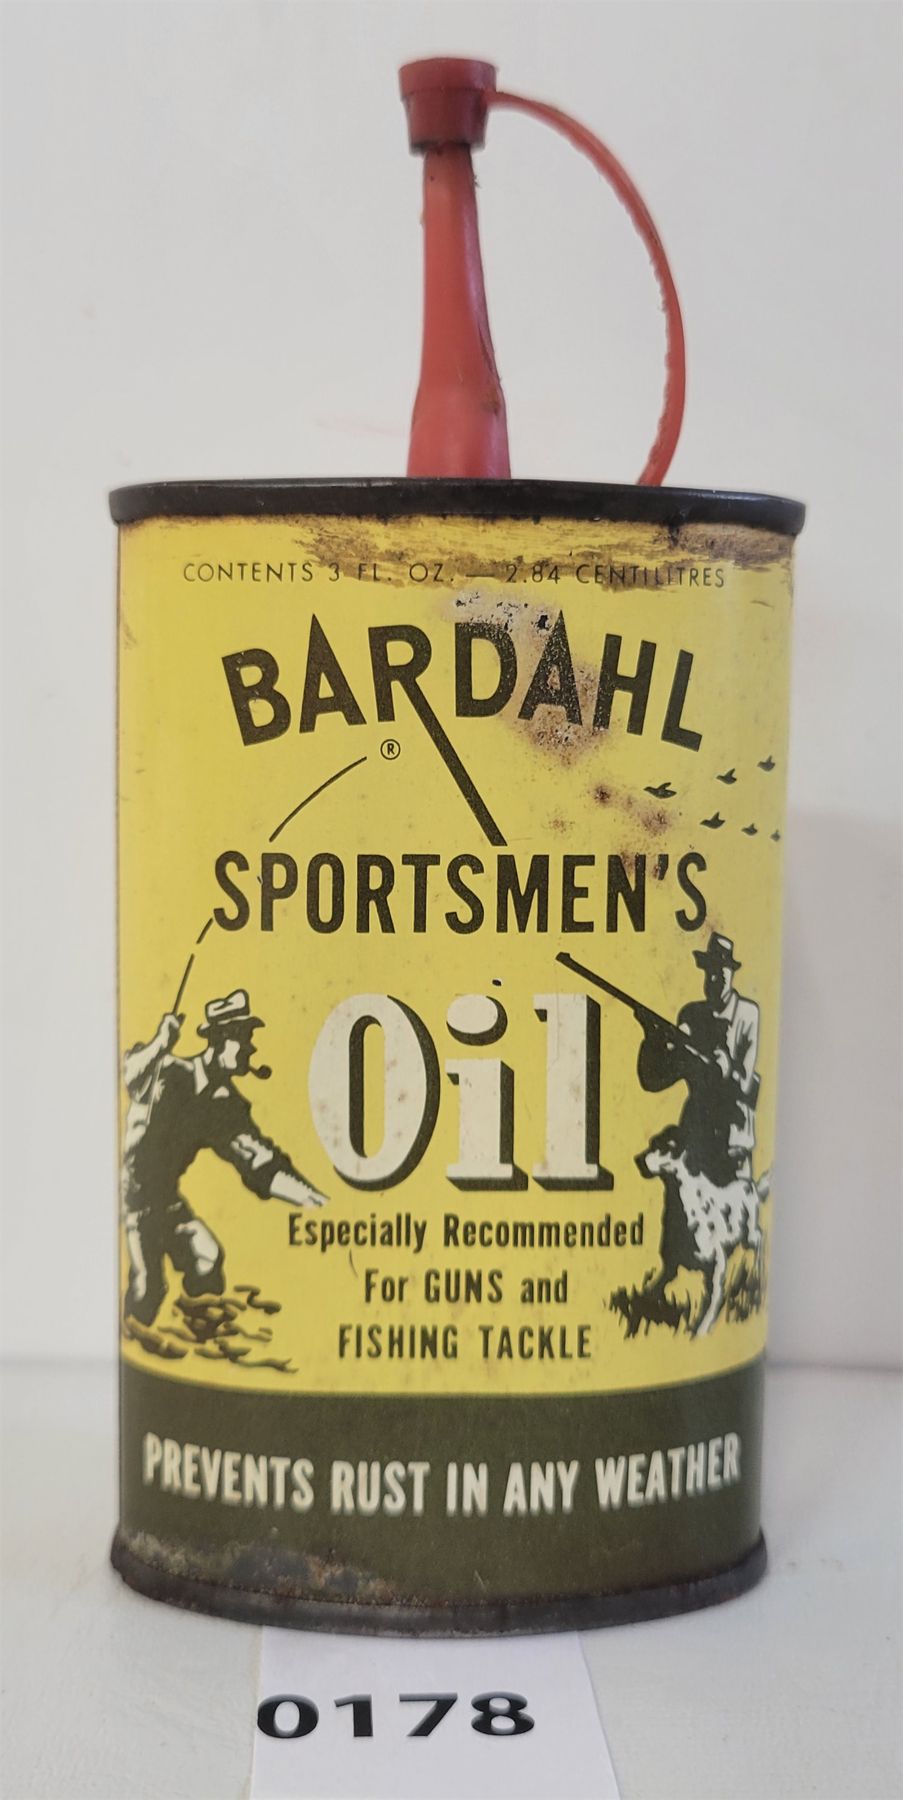 CONTENTS 3 FL. OZ. — 2.84 CENTILITRES
BARDAHL
®
SPORTSMEN'S
Oil
Especially Recommended
For GUNS and
FISHING TACKLE
PREVENTS RUST IN ANY WEATHER
0178